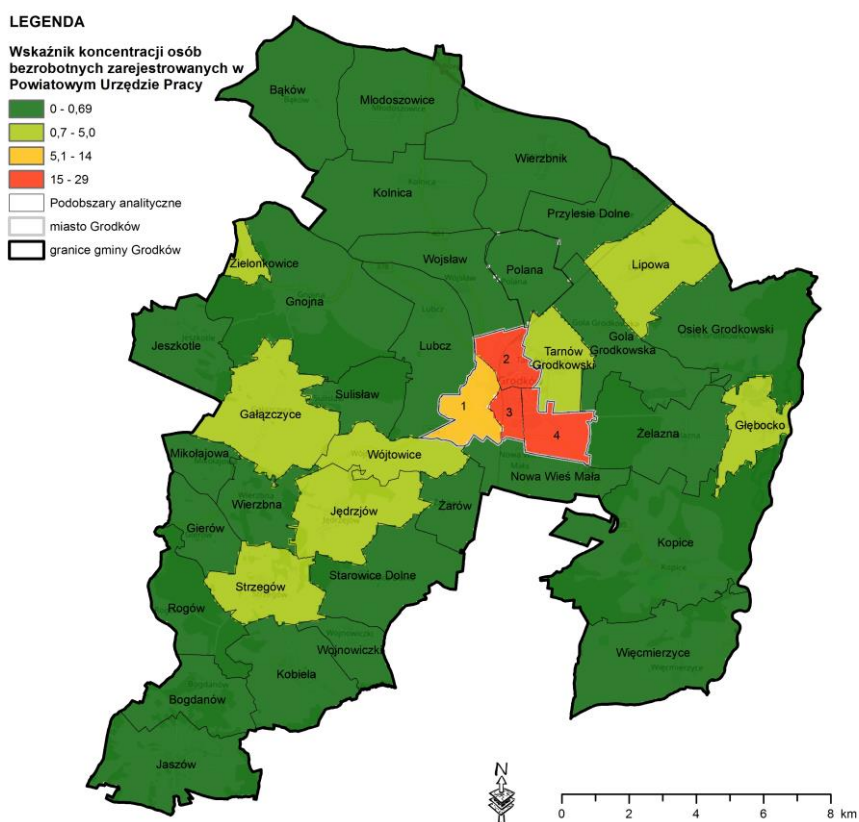 LEGENDA
Wskaźnik koncentracji osób
bezrobotnych zarejestrowanych w
Powiatowym Urzędzie Pracy
0 - 0,69
0,7 - 5,0
5,1 - 14
15 - 29
Podobszary analityczne
miasto Grodków
granice gminy Grodków
Bąków
Młodoszowice
Wierzbnik
Kolnica
Przylesie Dolne
Wojsław
Polana
Lipowa
Zielonkowice
Gnojna
Jeszkotle
Lubcz
Gola
Grodkowska
Osiek Grodkowski
Tarnów
Grodkowski
2
Sulisław
Gałązczyce
1
3
4
Żelazna
Głębocko
Mikołajowa
Wójtowice
Nowa Wieś Mała
Wierzbna
Jędrzjów
Żarów
Gierów
Kopice
Strzegów
Starowice Dolne
Rogów
Więcmierzyce
Wojnowiczki
Kobiela
Bogdanów
Jaszów
N
0 2 4 6 8 km